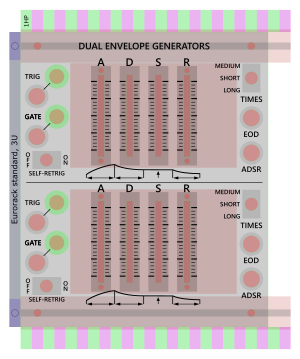 1HP
DUAL ENVELOPE GENERATORS
Eurorack standard, 3U
A D S R
TRIG
GATE
OFF ON
SELF-RETRIG
MEDIUM
SHORT
LONG
TIMES
EOD
ADSR
A D S R
TRIG
GATE
OFF ON
SELF-RETRIG
MEDIUM
SHORT
LONG
TIMES
EOD
ADSR